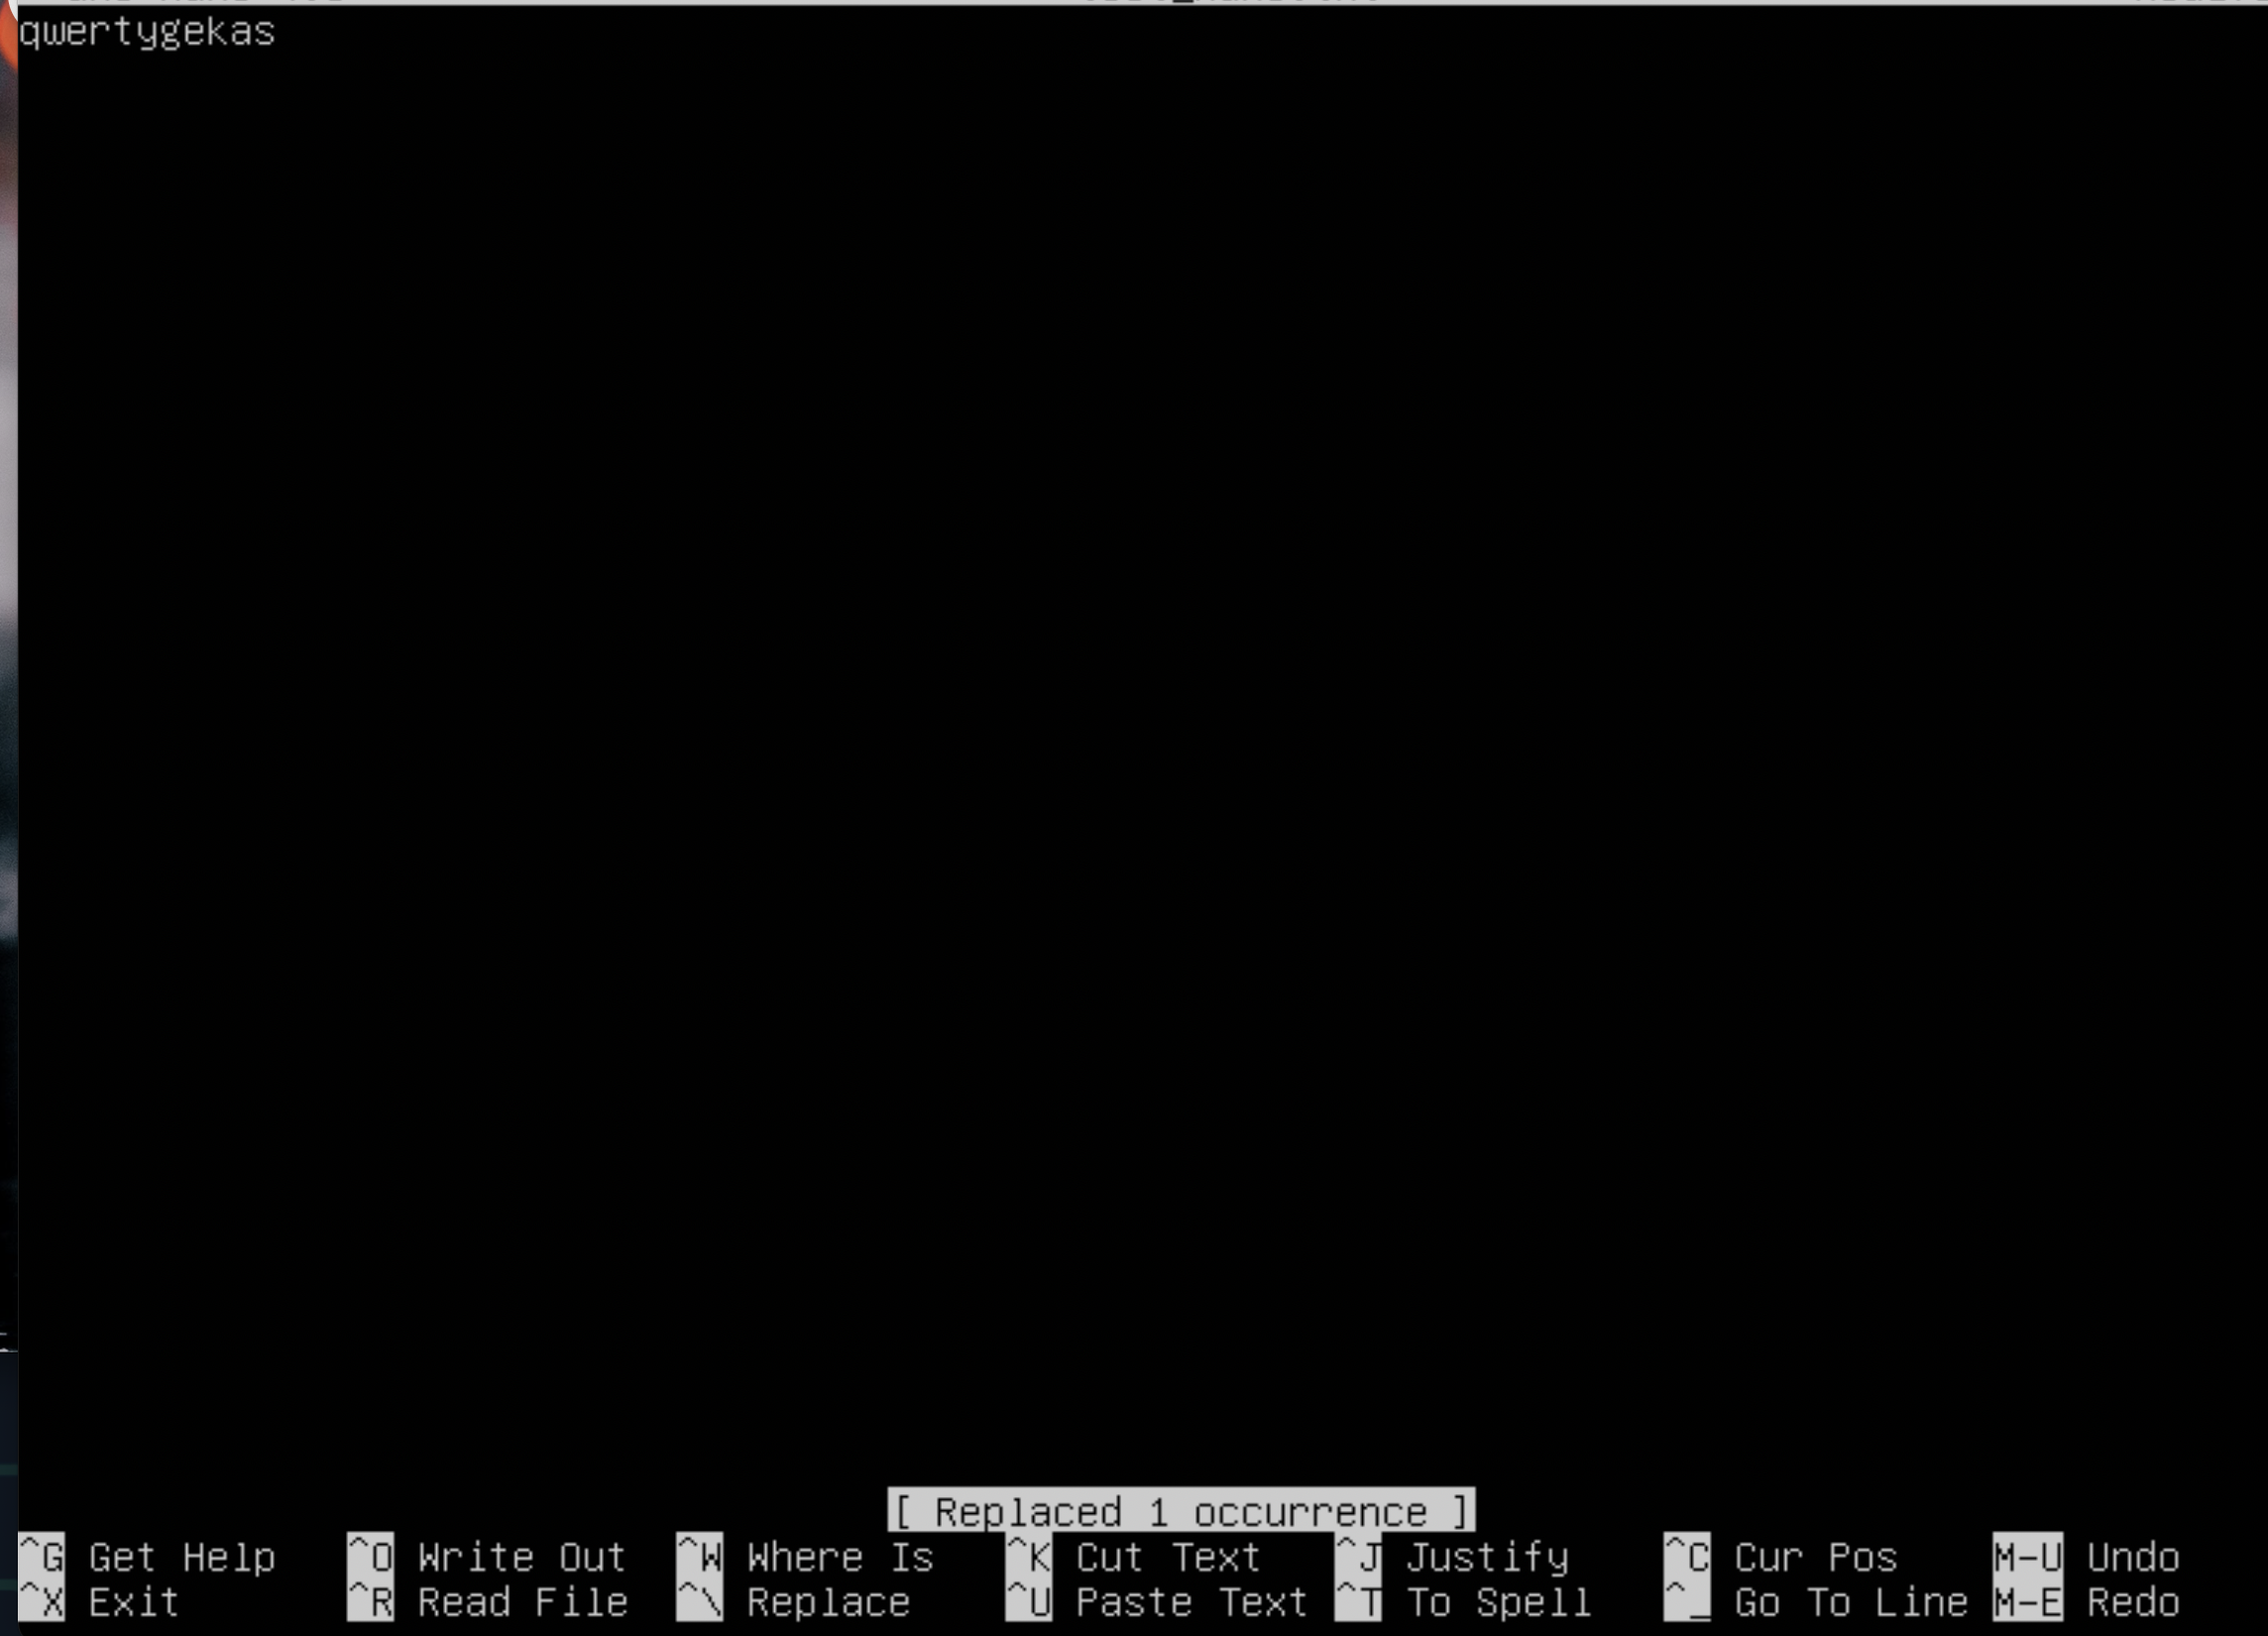 qwertygekas
[ Replaced 1 occurrence ]
^G Get Help ^O Write Out ^W Where Is ^K Cut Text ^J Justify ^C Cur Pos M-U Undo
^X Exit ^R Read File ^\ Replace ^U Paste Text ^T To Spell ^_ Go To Line M-E Redo